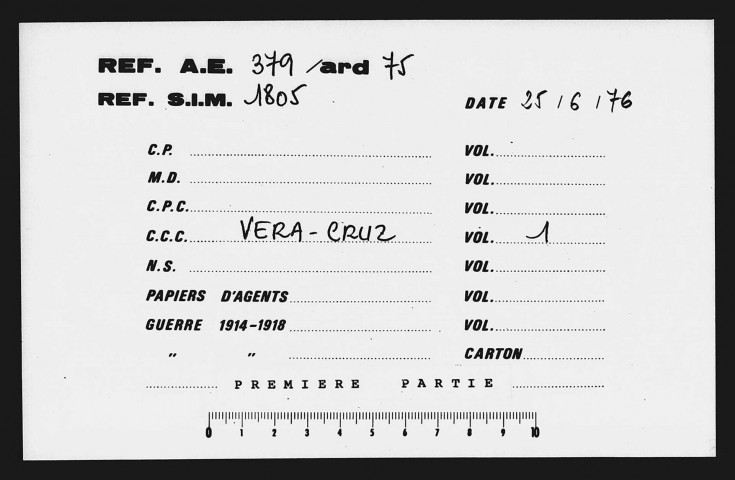 REF. A.E. 379 /ard 75
REF. S.I.M. 1805 DATE 25 / 6 / 76
C.P. VOL.
M.D. VOL.
C.P.C. VOL.
C.C.C. VERA-CRUZ VOL. 1
N.S. VOL.
PAPIERS D'AGENTS VOL.
GUERRE 1914-1918 VOL.
" " CARTON
PREMIERE PARTIE
0 1 2 3 4 5 6 7 8 9 10